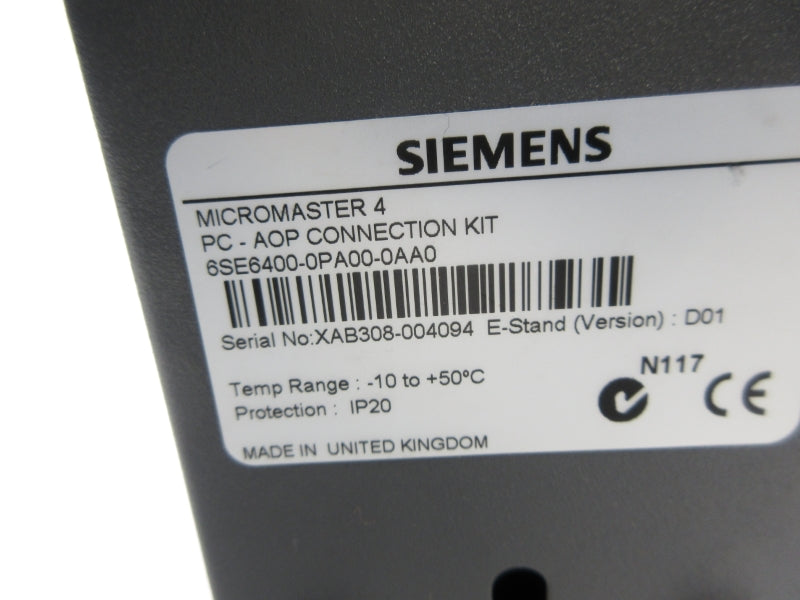 SIEMENS
MICROMASTER 4
PC - AOP CONNECTION KIT
6SE6400-0PA00-0AA0
Serial No:XAB308-004094 E-Stand (Version) : D01
Temp Range : -10 to +50ºC
N117
Protection : IP20
CE
MADE IN UNITED KINGDOM